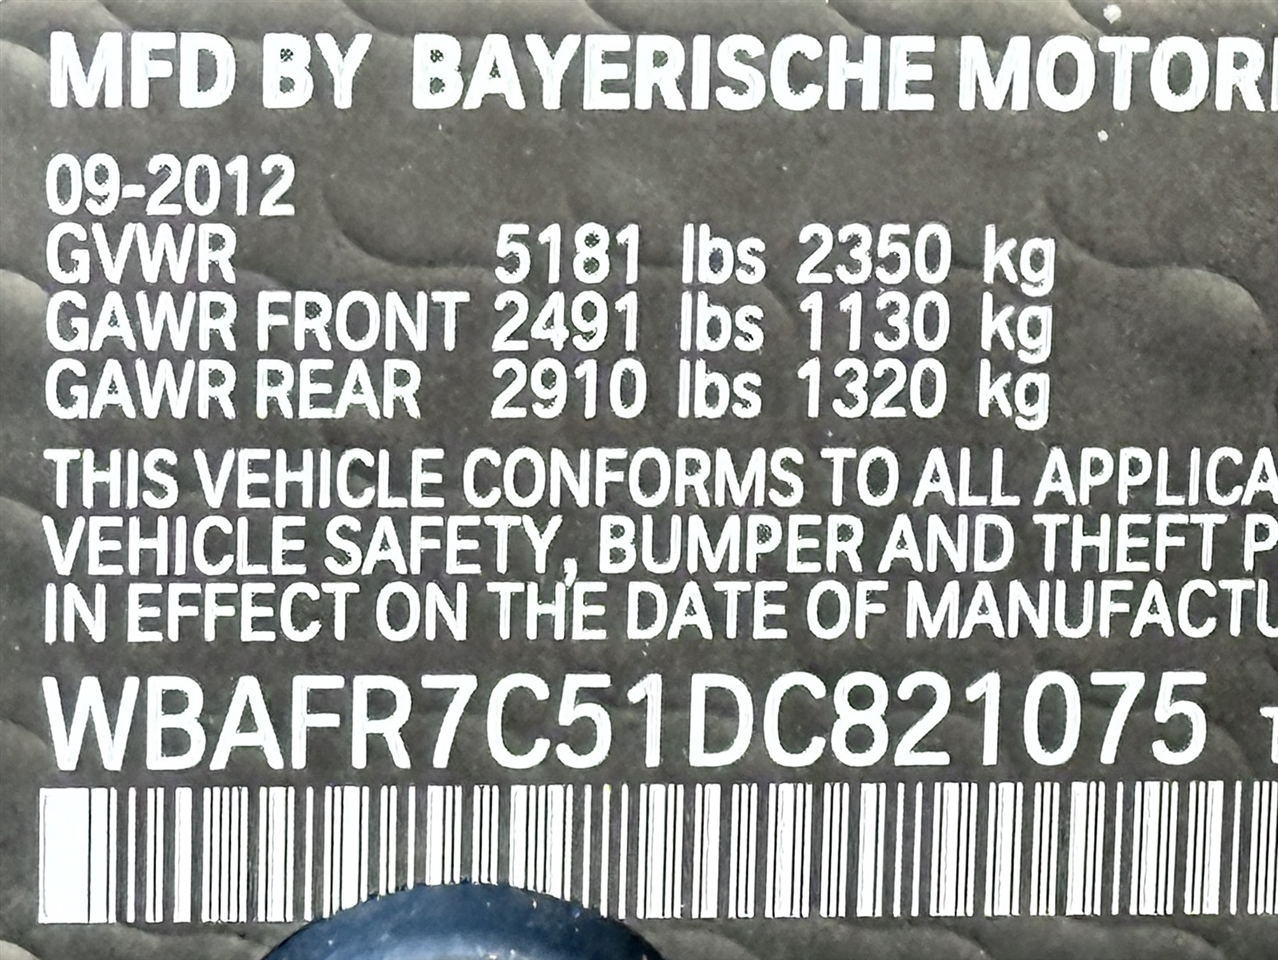 MFD BY BAYERISCHE MOTOR
09-2012
GVWR 5181 lbs 2350 kg
GAWR FRONT 2491 lbs 1130 kg
GAWR REAR 2910 lbs 1320 kg
THIS VEHICLE CONFORMS TO ALL APPLICA
VEHICLE SAFETY, BUMPER AND THEFT P
IN EFFECT ON THE DATE OF MANUFACTU
WBAFR7C51DC821075